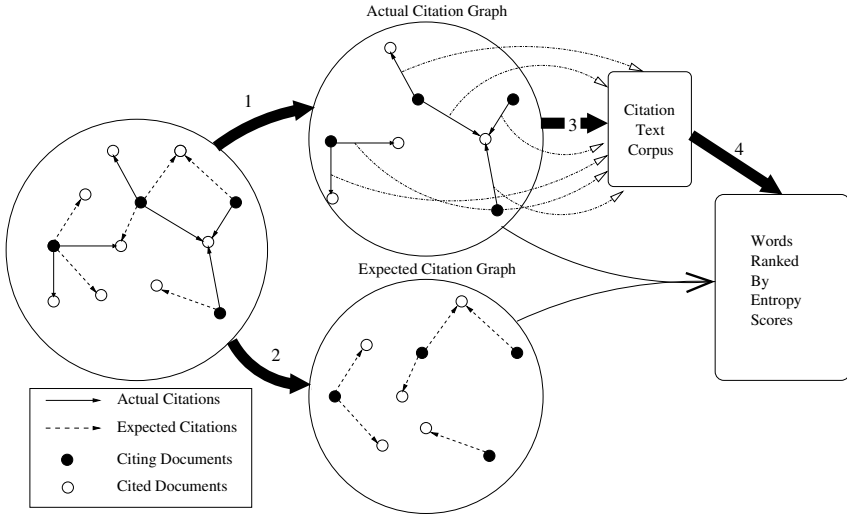 Actual Citation Graph
1
3
Citation
Text
Corpus
4
Words
Ranked
By
Entropy
Scores
Expected Citation Graph
2
Actual Citations
Expected Citations
Citing Documents
Cited Documents